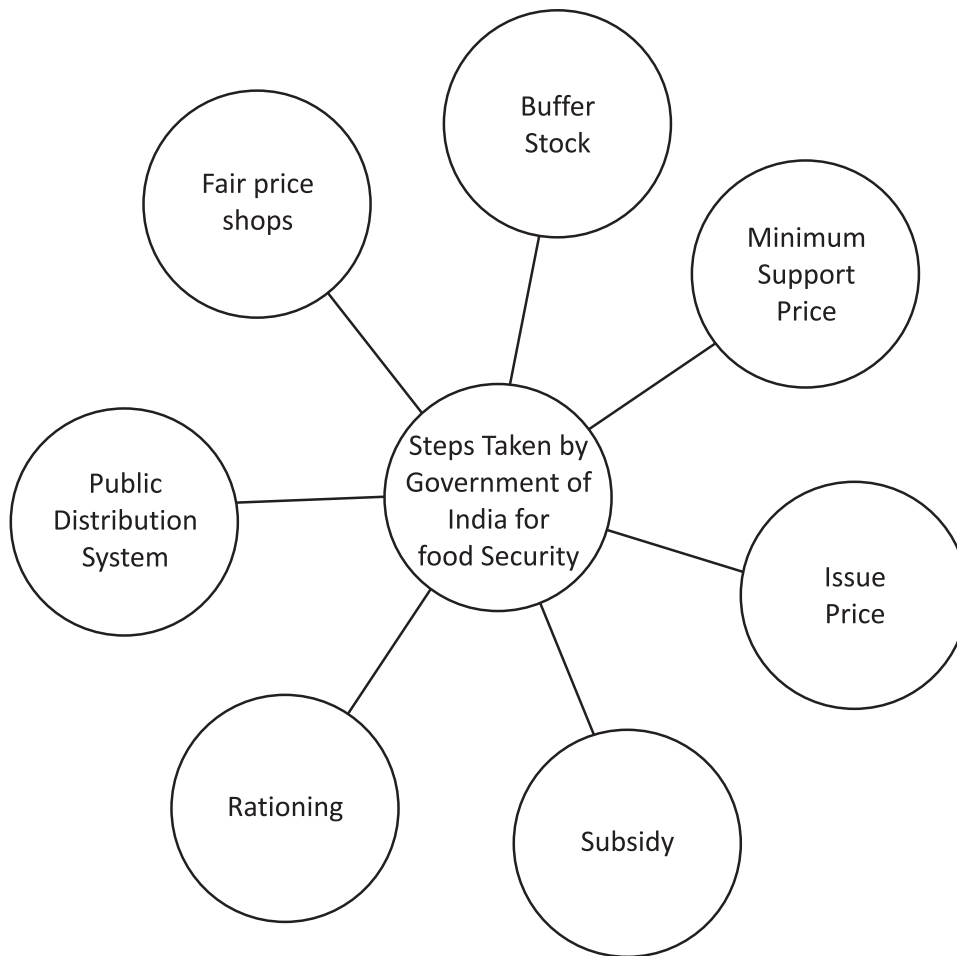 Buffer
Stock
Fair price
shops
Minimum
Support
Price
Steps Taken by
Government of
India for
food Security
Public
Distribution
System
Issue
Price
Rationing
Subsidy